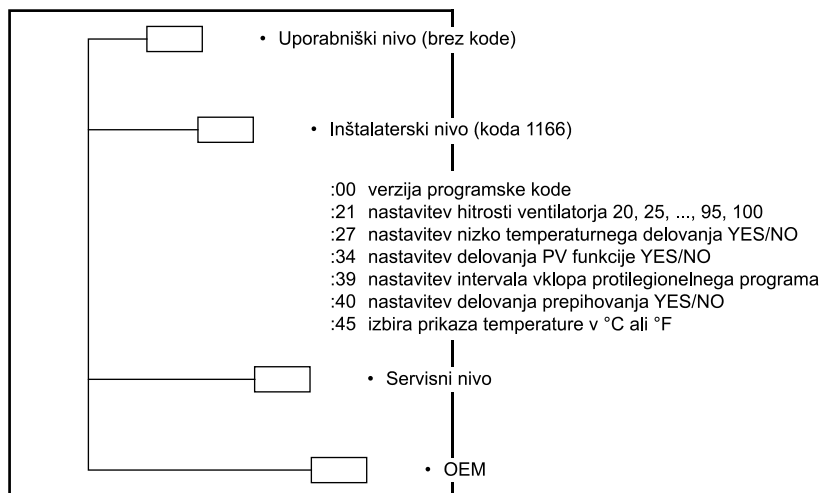 • Uporabniški nivo (brez kode)
• Inštalaterski nivo (koda 1166)
:00 verzija programske kode
:21 nastavitev hitrosti ventilatorja 20, 25, ..., 95, 100
:27 nastavitev nizko temperaturnega delovanja YES/NO
:34 nastavitev delovanja PV funkcije YES/NO
:39 nastavitev intervala vklopa protilegionelnega programa
:40 nastavitev delovanja prepihovanja YES/NO
:45 izbira prikaza temperature v °C ali °F
• Servisni nivo
• OEM